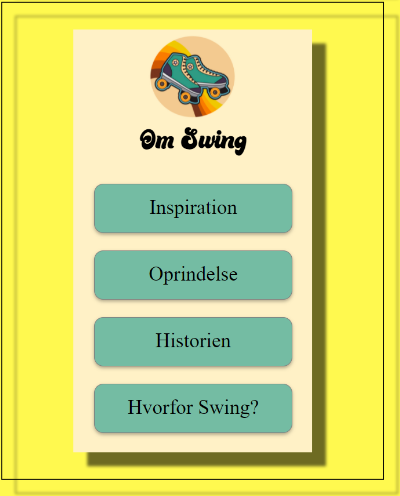 Om Swing
Inspiration
Oprindelse
Historien
Hvorfor Swing?